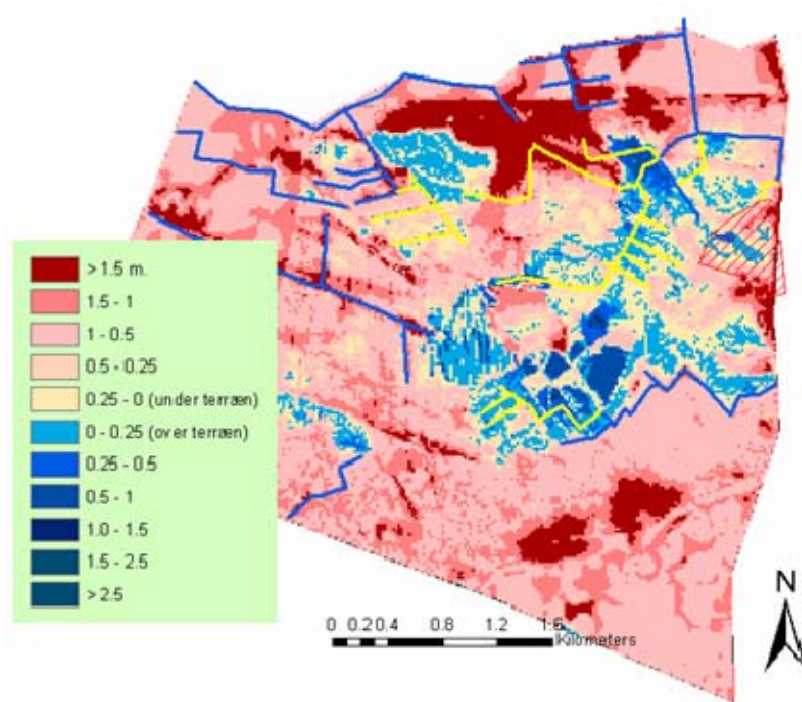 > 1.5 m.
1.5 - 1
1 - 0.5
0.5 - 0.25
0.25 - 0 (under terræn)
0 - 0.25 (over terræn)
0.25 - 0.5
0.5 - 1
1.0 - 1.5
1.5 - 2.5
> 2.5
N
0 0.20.4 0.8 1.2 1.6
Kilometers